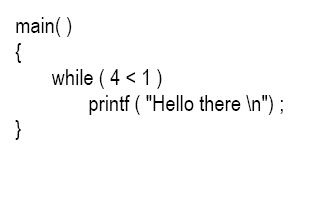 main( )
{
while ( 4 < 1 )
printf ( "Hello there \n") ;
}